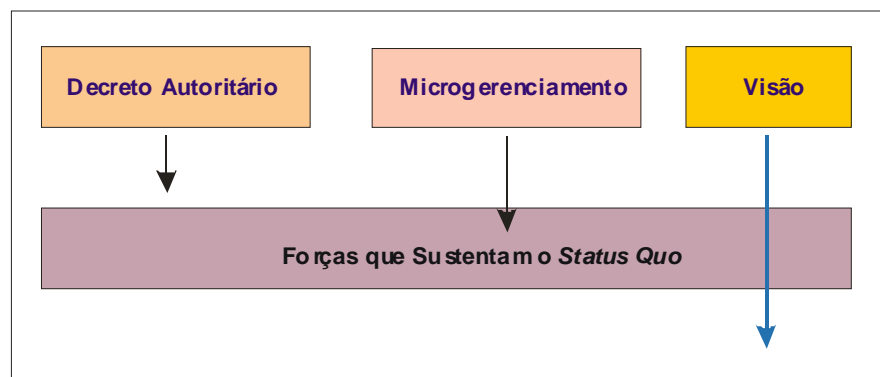 Decreto Autoritário
Microgerenciamento
Visão
Forças que Sustentam o Status Quo